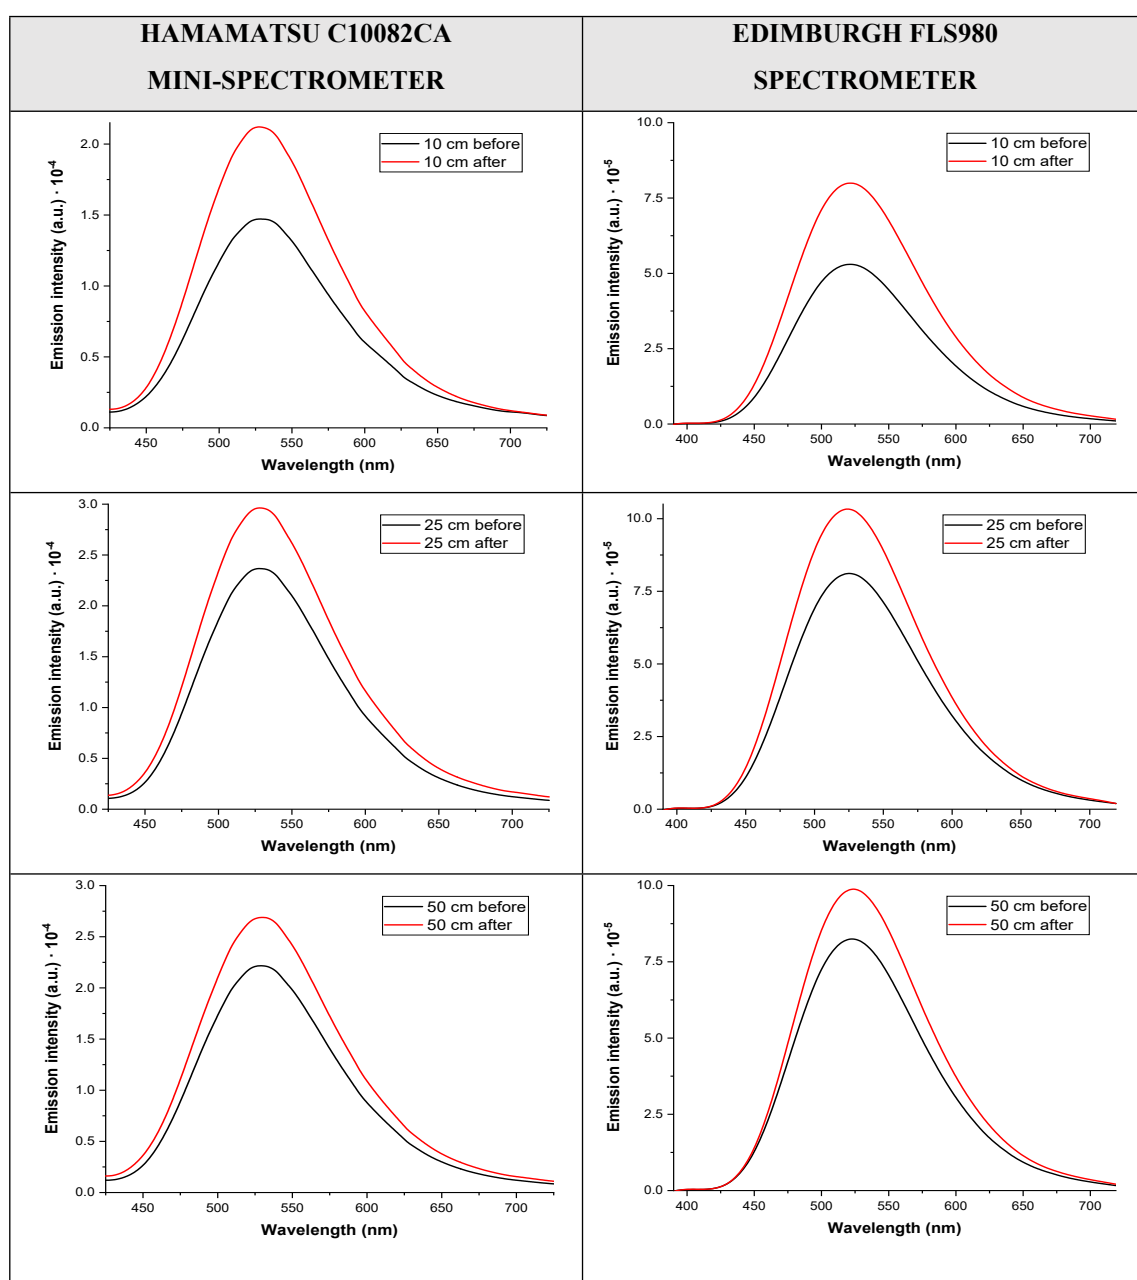 HAMAMATSU C10082CA
MINI-SPECTROMETER
EDIMBURGH FLS980
SPECTROMETER
Emission intensity (a.u.) · 10⁻⁴
2.0
1.5
1.0
0.5
0.0
10 cm before
10 cm after
450 500 550 600 650 700
Wavelength (nm)
Emission intensity (a.u.) · 10⁻⁵
10.0
7.5
5.0
2.5
0.0
10 cm before
10 cm after
400 450 500 550 600 650 700
Wavelength (nm)
Emission intensity (a.u.) · 10⁻⁴
3.0
2.5
2.0
1.5
1.0
0.5
0.0
25 cm before
25 cm after
450 500 550 600 650 700
Wavelength (nm)
Emission intensity (a.u.) · 10⁻⁵
10.0
7.5
5.0
2.5
0.0
25 cm before
25 cm after
400 450 500 550 600 650 700
Wavelength (nm)
Emission intensity (a.u.) · 10⁻⁴
3.0
2.5
2.0
1.5
1.0
0.5
0.0
50 cm before
50 cm after
450 500 550 600 650 700
Wavelength (nm)
Emission intensity (a.u.) · 10⁻⁵
10.0
7.5
5.0
2.5
0.0
50 cm before
50 cm after
400 450 500 550 600 650 700
Wavelength (nm)